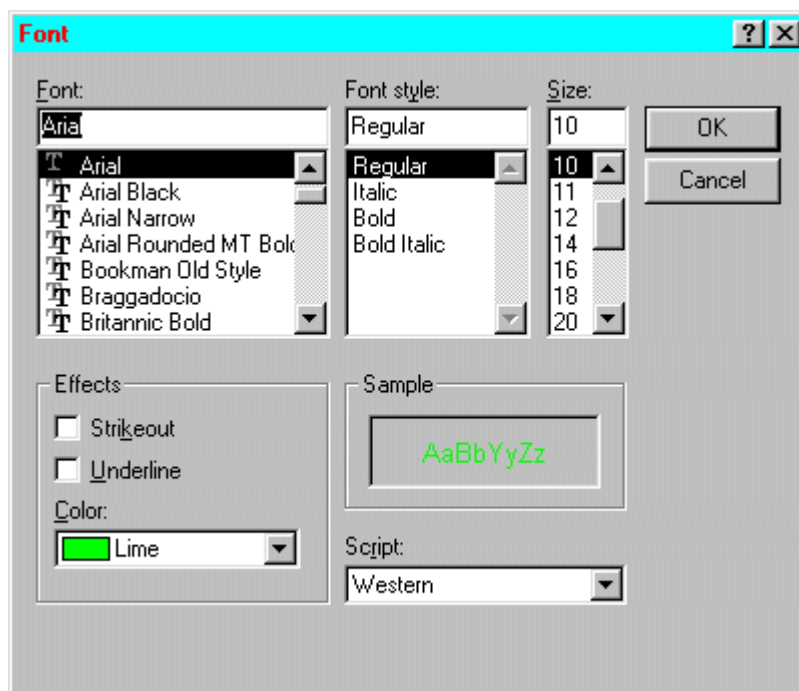 Font
Font: Font style: Size:
Arial Regular 10 OK
Arial Regular 10 Cancel
Arial Black Italic 11
Arial Narrow Bold 12
Arial Rounded MT Bold Bold Italic 14
Bookman Old Style 16
Braggadocio 18
Britannic Bold 20
Effects Sample
Strikeout AaBbYyZz
Underline
Color:
Lime Script:
Western